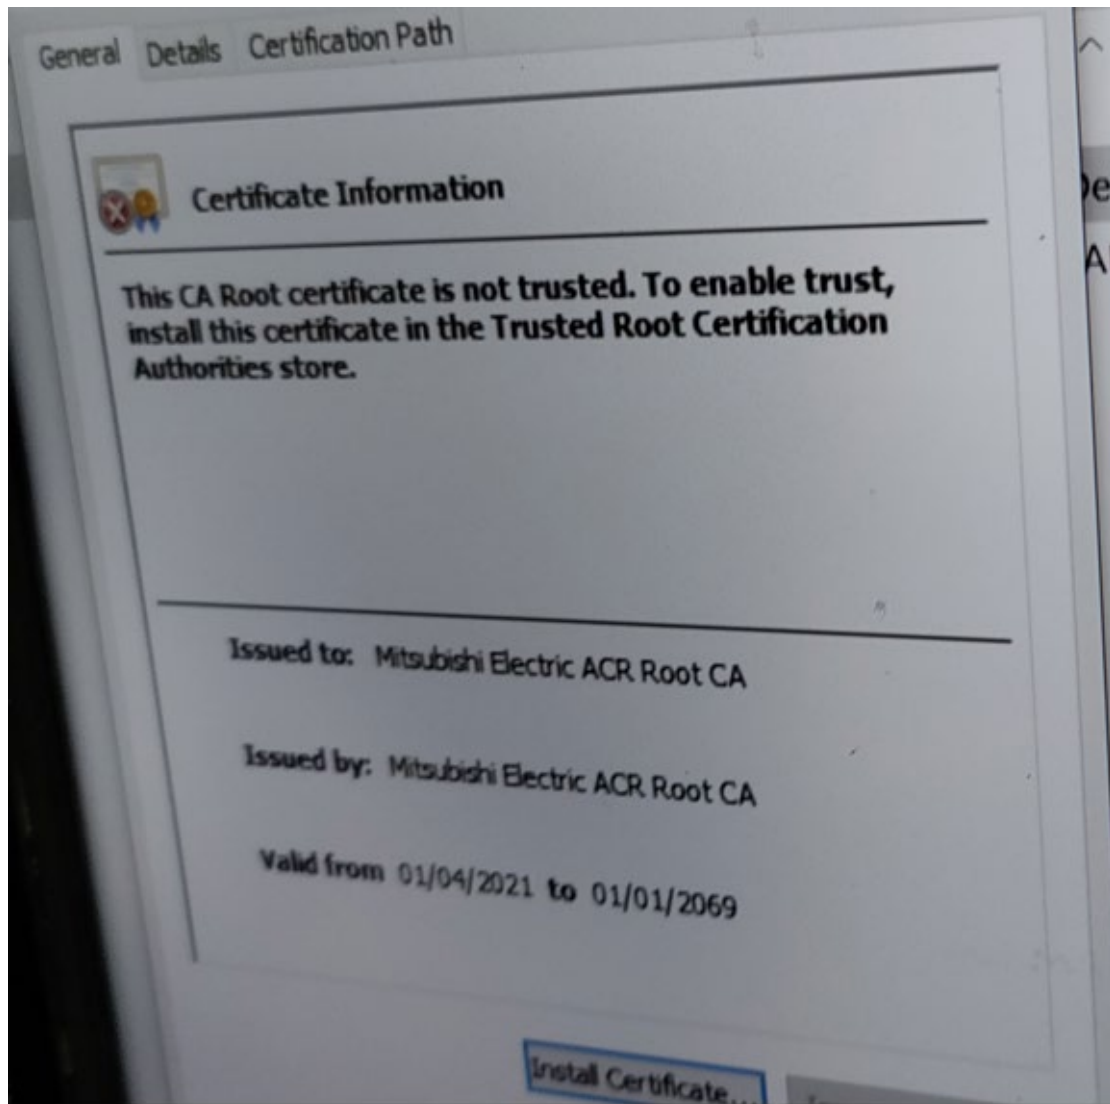 General Details Certification Path
Certificate Information
This CA Root certificate is not trusted. To enable trust,
install this certificate in the Trusted Root Certification
Authorities store.
Issued to: Mitsubishi Electric ACR Root CA
Issued by: Mitsubishi Electric ACR Root CA
Valid from 01/04/2021 to 01/01/2069
Install Certificate...